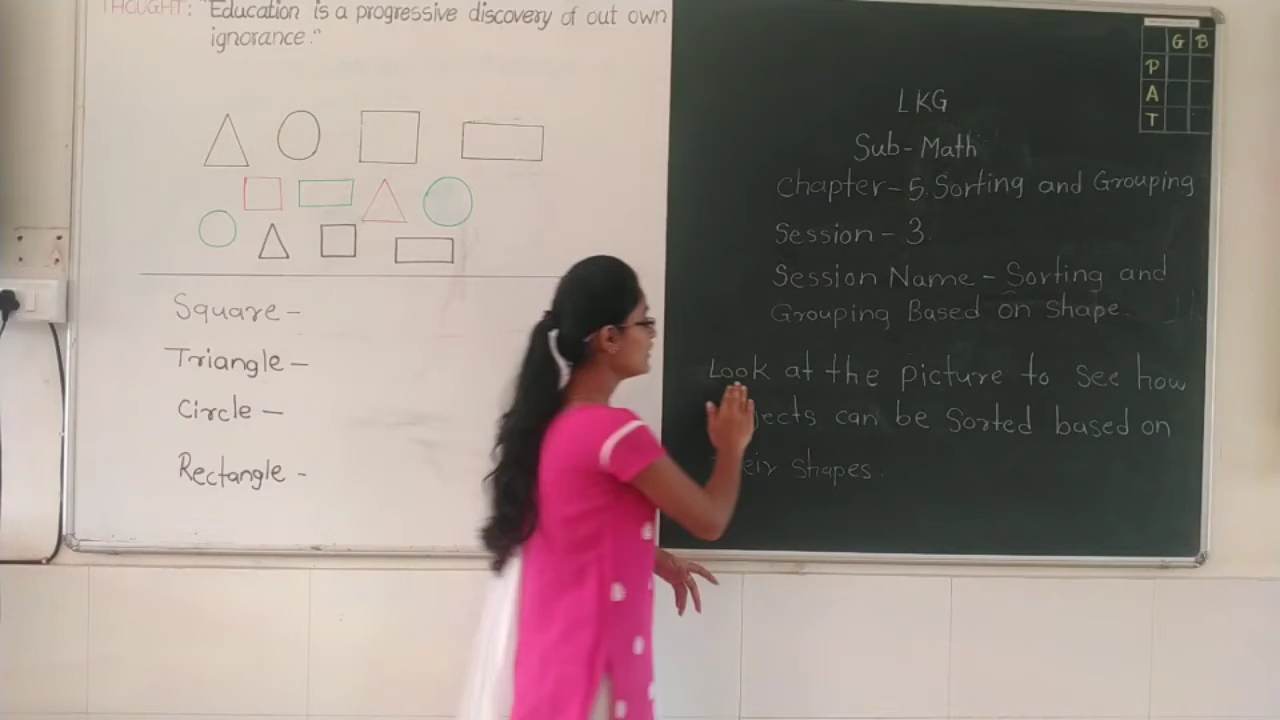 THOUGHT: "Education is a progressive discovery of out own
ignorance."
Square -
Triangle -
Circle -
Rectangle -
G B
P
A
T
LKG
Sub - Math
Chapter - 5. Sorting and Grouping
Session - 3.
Session Name - Sorting and
Grouping Based on shape.
Look at the picture to see how
can be sorted based on
shapes.